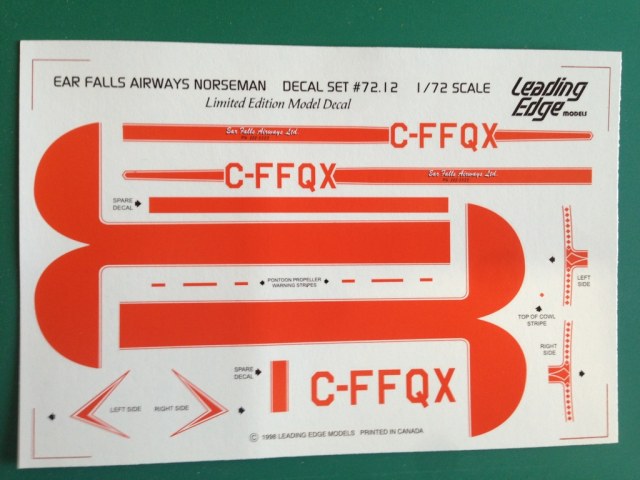 EAR FALLS AIRWAYS NORSEMAN DECAL SET #72.12 1/72 SCALE
Leading
Edge
MODELS
Limited Edition Model Decal
Ear Falls Airways Ltd.
C-FFQX
C-FFQX
Ear Falls Airways Ltd.
SPARE
DECAL
PONTOON PROPELLER
WARNING STRIPES
LEFT
SIDE
TOP OF COWL
STRIPE
RIGHT
SIDE
SPARE
DECAL
C-FFQX
LEFT SIDE
RIGHT SIDE
© 1996 LEADING EDGE MODELS PRINTED IN CANADA